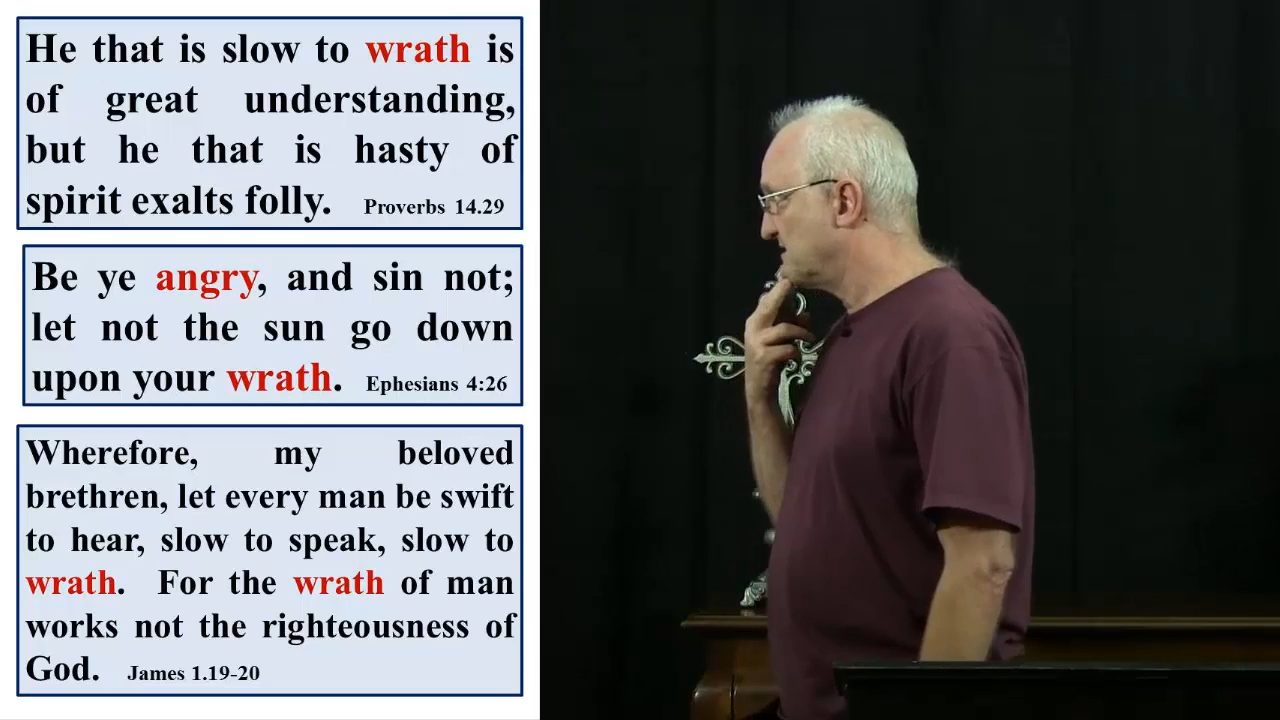 He that is slow to wrath is
of great understanding,
but he that is hasty of
spirit exalts folly. Proverbs 14.29
Be ye angry, and sin not;
let not the sun go down
upon your wrath. Ephesians 4:26
Wherefore, my beloved
brethren, let every man be swift
to hear, slow to speak, slow to
wrath. For the wrath of man
works not the righteousness of
God. James 1.19-20